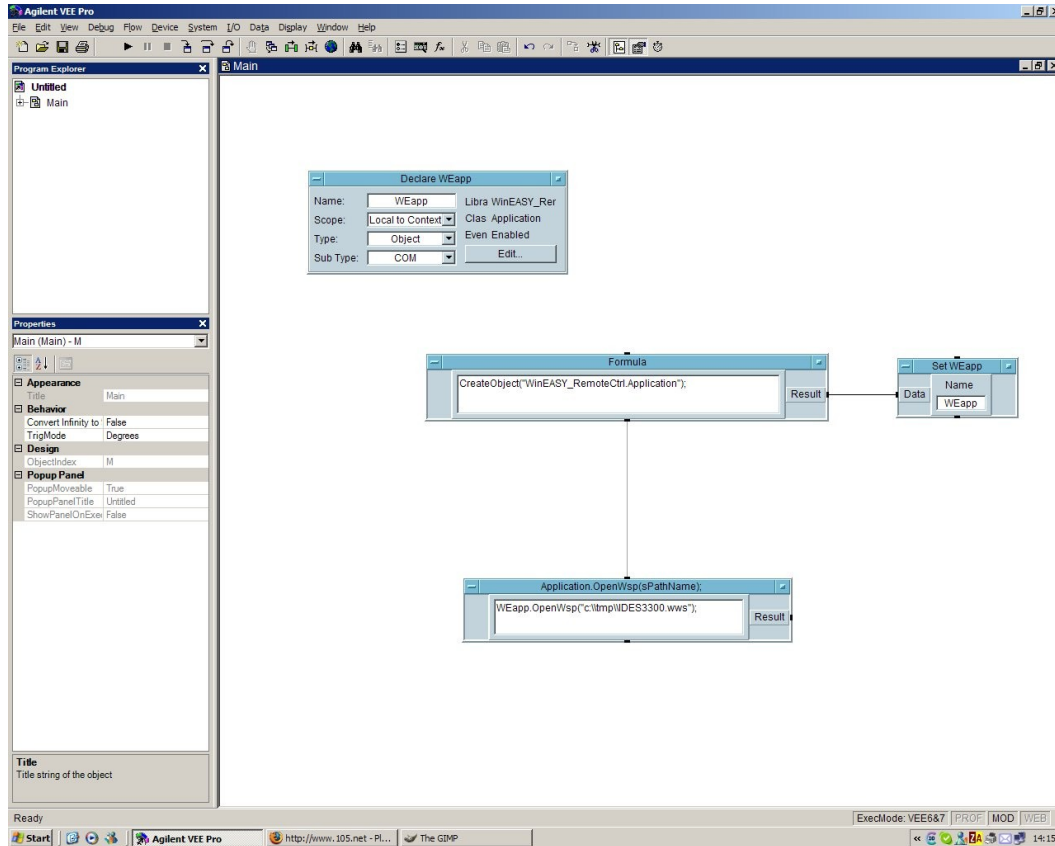 Agilent VEE Pro
File Edit View Debug Flow Device System I/O Data Display Window Help
Program Explorer
Untitled
Main
Main
Declare WEapp
Name: WEapp Libra WinEASY_Rer
Scope: Local to Context Clas Application
Type: Object Even Enabled
Sub Type: COM Edit...
Formula
CreateObject("WinEASY_RemoteCtrl.Application");
Result
Set WEapp
Data
Name
WEapp
Application.OpenWsp(sPathName);
WEapp.OpenWsp("c:\\tmp\\IDES3300.wws");
Result
Properties
Main (Main) - M
Appearance
Title Main
Behavior
Convert Infinity to False
TrigMode Degrees
Design
ObjectIndex M
Popup Panel
PopupMoveable True
PopupPanelTitle Untitled
ShowPanelOnExe False
Title
Title string of the object
Ready
ExecMode: VEE6&7 PROF MOD WEB
Start Agilent VEE Pro http://www.105.net - Pl... The GIMP 14:15